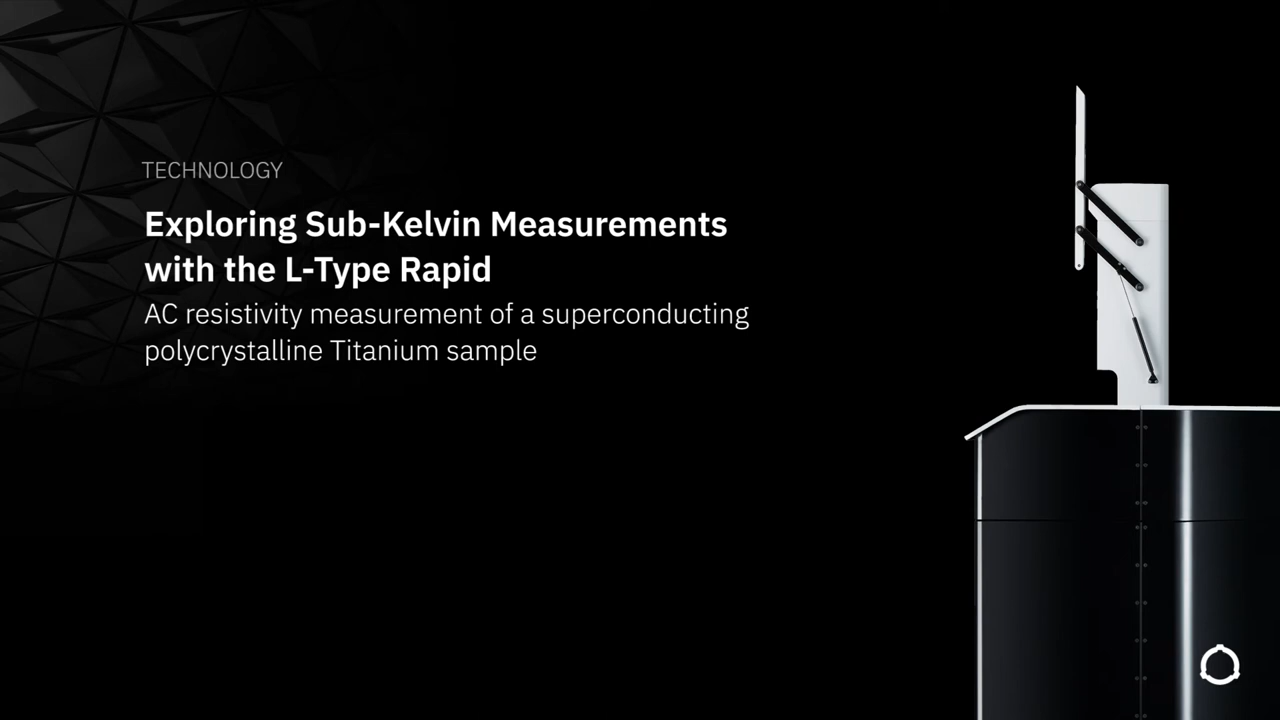 TECHNOLOGY
Exploring Sub-Kelvin Measurements
with the L-Type Rapid
AC resistivity measurement of a superconducting
polycrystalline Titanium sample